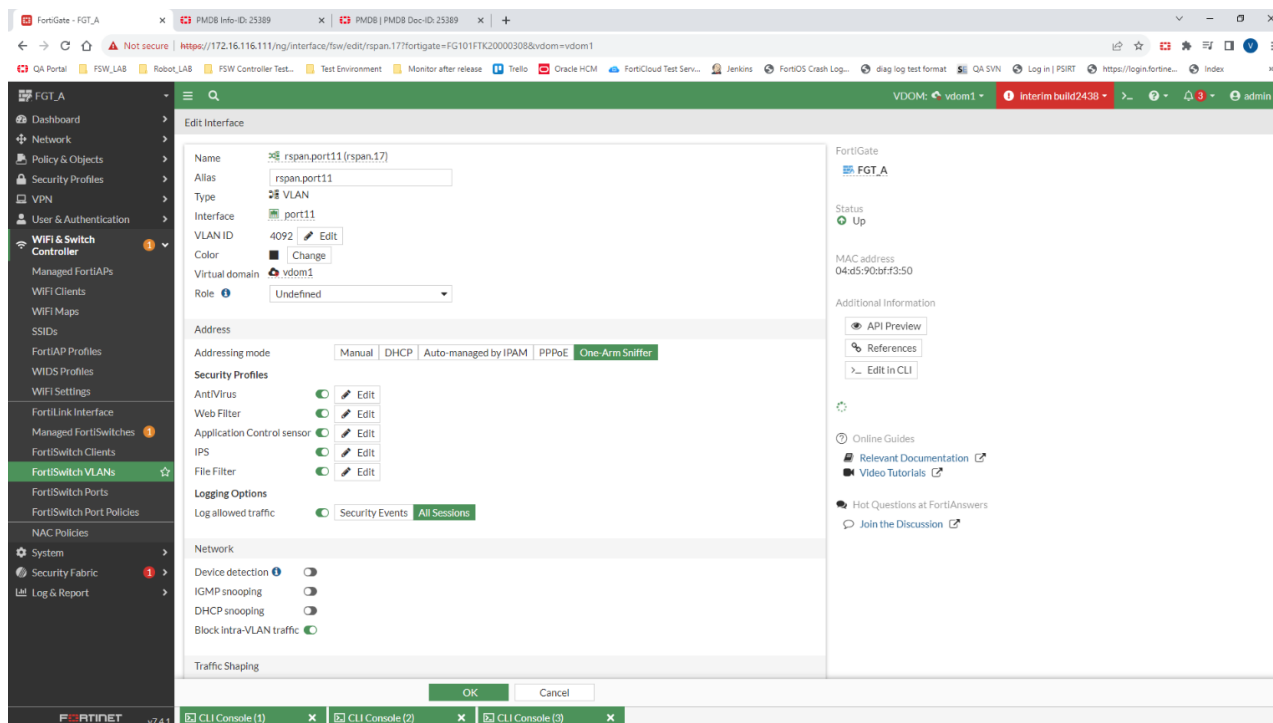 FortiGate - FGT_A
PMDB Info-ID: 25389
PMDB | PMDB Doc-ID: 25389
Not secure
https://172.16.116.111/ng/interface/fsw/edit/rspan.17?fortigate=FG101FTK20000308&vdom=vdom1
QA Portal
FSW_LAB
Robot_LAB
FSW Controller Test...
Test Environment
Monitor after release
Trello
Oracle HCM
FortiCloud Test Serv...
Jenkins
FortiOS Crash Log...
diag log test format
QA SVN
Log in | PSIRT
https://login.fortine...
Index
FGT_A
VDOM: vdom1
interim build2438
3
admin
Dashboard
Network
Policy & Objects
Security Profiles
VPN
User & Authentication
WiFi & Switch Controller 1
Managed FortiAPs
WiFi Clients
WiFi Maps
SSIDs
FortiAP Profiles
WIDS Profiles
WiFi Settings
FortiLink Interface
Managed FortiSwitches 1
FortiSwitch Clients
FortiSwitch VLANs
FortiSwitch Ports
FortiSwitch Port Policies
NAC Policies
System
Security Fabric 1
Log & Report
FORTINET v7.4.1
Edit Interface
Name rspan.port11 (rspan.17)
Alias rspan.port11
Type VLAN
Interface port11
VLAN ID 4092 Edit
Color Change
Virtual domain vdom1
Role Undefined
Address
Addressing mode Manual DHCP Auto-managed by IPAM PPPoE One-Arm Sniffer
Security Profiles
AntiVirus Edit
Web Filter Edit
Application Control sensor Edit
IPS Edit
File Filter Edit
Logging Options
Log allowed traffic Security Events All Sessions
Network
Device detection
IGMP snooping
DHCP snooping
Block intra-VLAN traffic
Traffic Shaping
OK Cancel
CLI Console (1)
CLI Console (2)
CLI Console (3)
FortiGate
FGT_A
Status
Up
MAC address
04:d5:90:bf:f3:50
Additional Information
API Preview
References
>_ Edit in CLI
Online Guides
Relevant Documentation
Video Tutorials
Hot Questions at FortiAnswers
Join the Discussion